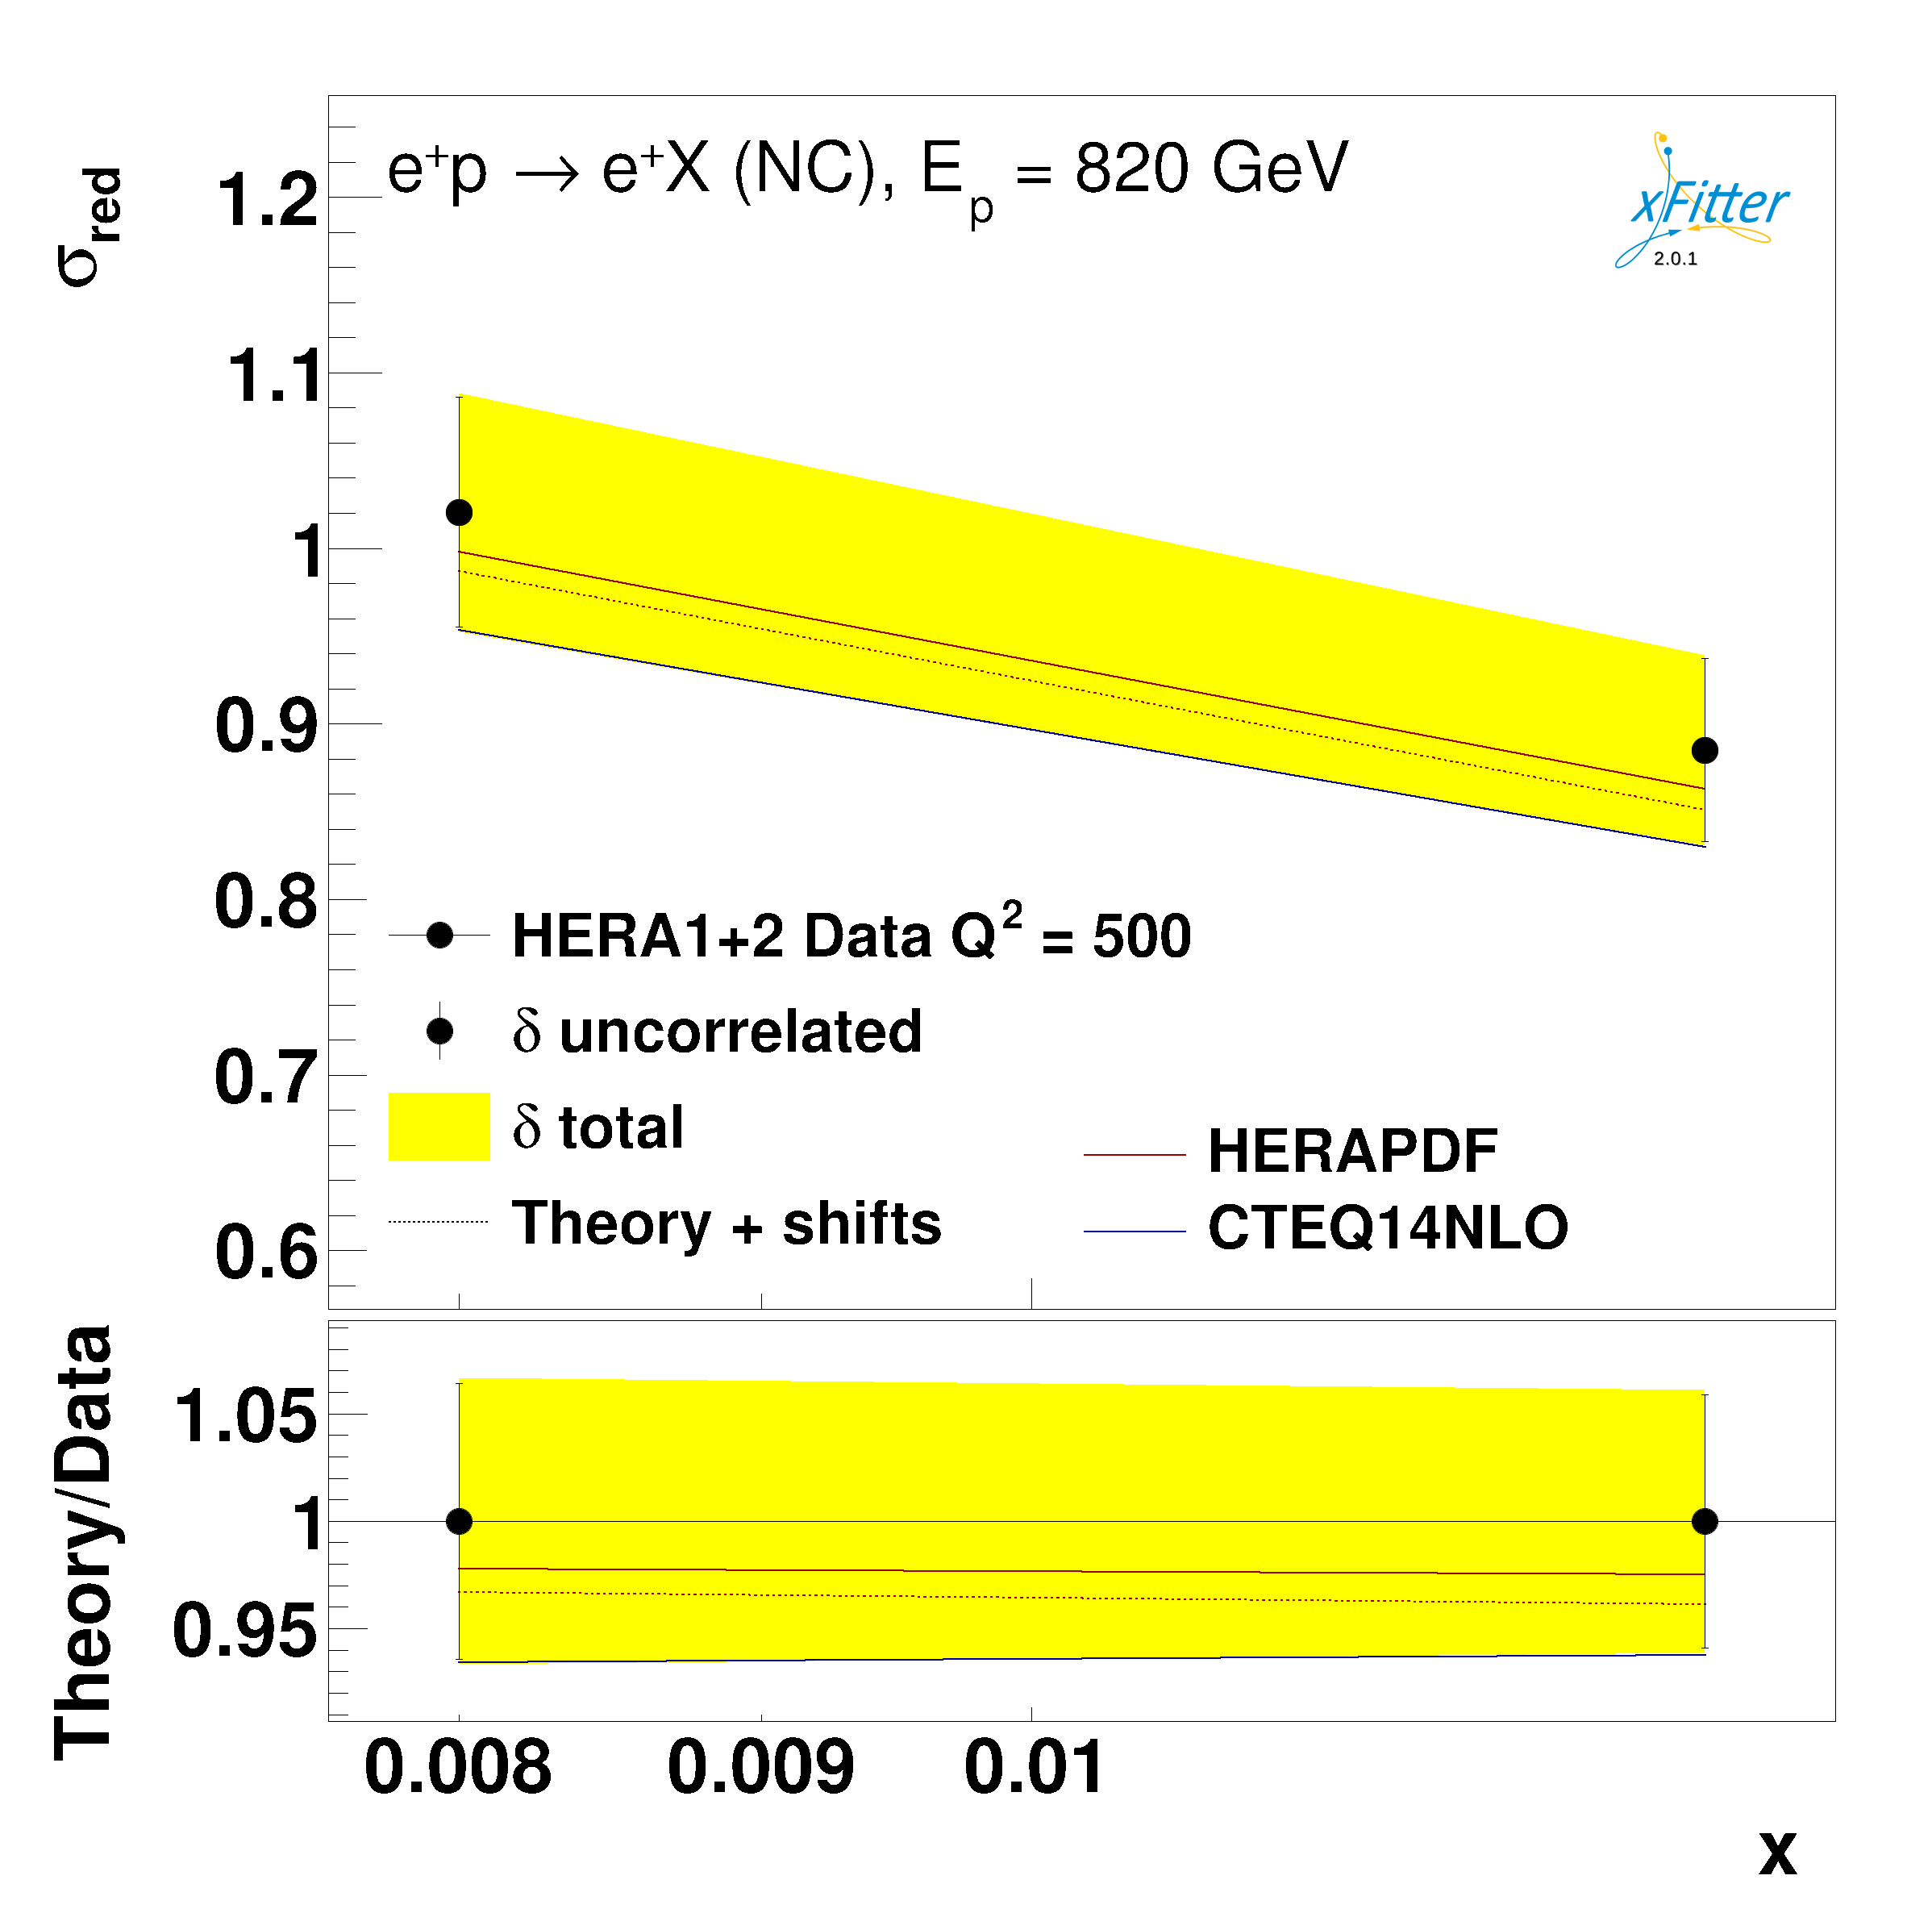 e⁺p → e⁺X (NC), E_p = 820 GeV
xFitter
2.0.1
σ_red
1.2
1.1
1
0.9
0.8
0.7
0.6
HERA1+2 Data Q² = 500
δ uncorrelated
δ total
Theory + shifts
HERAPDF
CTEQ14NLO
Theory/Data
1.05
1
0.95
0.008 0.009 0.01
x